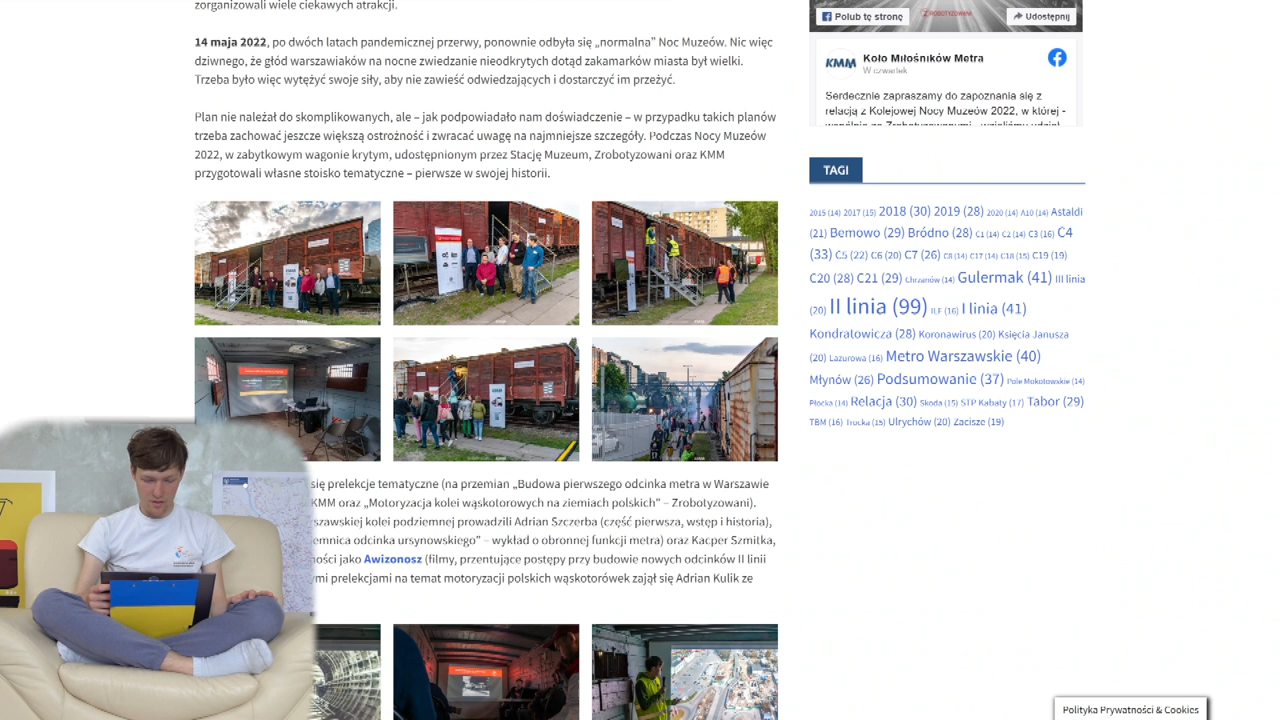 zorganizowali wiele ciekawych atrakcji.
14 maja 2022, po dwóch latach pandemicznej przerwy, ponownie odbyła się „normalna” Noc Muzeów. Nic więc
dziwnego, że głód warszawiaków na nocne zwiedzanie nieodkrytych dotąd zakamarków miasta był wielki.
Trzeba było więc wytężyć swoje siły, aby nie zawieść odwiedzających i dostarczyć im przeżyć.
Plan nie należał do skomplikowanych, ale – jak podpowiadało nam doświadczenie – w przypadku takich planów
trzeba zachować jeszcze większą ostrożność i zwracać uwagę na najmniejsze szczegóły. Podczas Nocy Muzeów
2022, w zabytkowym wagonie krytym, udostępnionym przez Stację Muzeum, Zrobotyzowani oraz KMM
przygotowali własne stoisko tematyczne – pierwsze w swojej historii.
się prelekcje tematyczne (na przemian „Budowa pierwszego odcinka metra w Warszawie
KMM oraz „Motoryzacja kolei wąskotorowych na ziemiach polskich” – Zrobotyzowani).
rszawskiej kolei podziemnej prowadzili Adrian Szczerba (część pierwsza, wstęp i historia),
jemnica odcinka ursynowskiego” – wykład o obronnej funkcji metra) oraz Kacper Szmitka,
ności jako Awizonosz (filmy, przentujące postępy przy budowie nowych odcinków II linii
ymi prelekcjami na temat motoryzacji polskich wąskotorówek zajął się Adrian Kulik ze
Polub tę stronę
ZROBOTYZOWANI
Udostępnij
KMM
Koło Miłośników Metra
W czwartek
Serdecznie zapraszamy do zapoznania się z
relacją z Kolejowej Nocy Muzeów 2022, w której -
wspólnie ze Zrobotyzowanymi - wzięliśmy udział
TAGI
2015 (14) 2017 (15) 2018 (30) 2019 (28) 2020 (14) A10 (14) Astaldi
(21) Bemowo (29) Bródno (28) C1 (14) C2 (14) C3 (16) C4
(33) C5 (22) C6 (20) C7 (26) C8 (14) C17 (14) C18 (15) C19 (19)
C20 (28) C21 (29) Chrzanów (14) Gulermak (41) III linia
(20) II linia (99) ILF (16) I linia (41)
Kondratowicza (28) Koronawirus (20) Księcia Janusza
(20) Lazurowa (16) Metro Warszawskie (40)
Młynów (26) Podsumowanie (37) Pole Mokotowskie (14)
Płocka (14) Relacja (30) Skoda (15) STP Kabaty (17) Tabor (29)
TBM (16) Trocka (15) Ulrychów (20) Zacisze (19)
Polityka Prywatności & Cookies